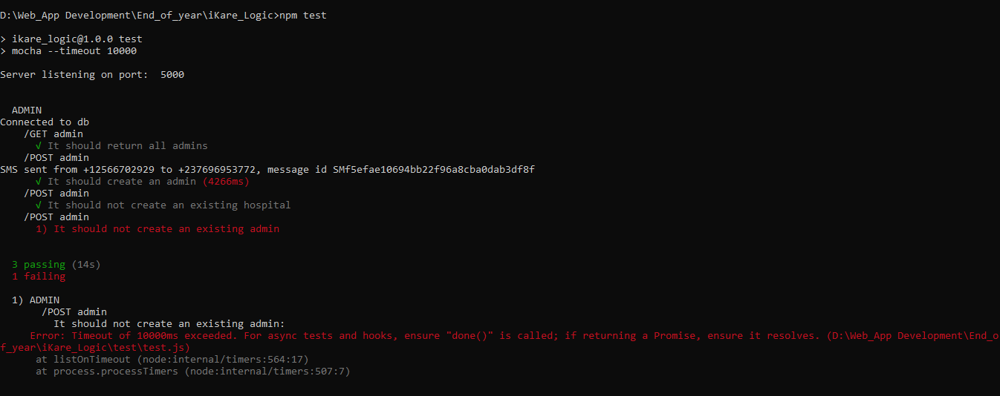 D:\Web_App Development\End_of_year\iKare_Logic>npm test
> ikare_logic@1.0.0 test
> mocha --timeout 10000
Server listening on port:  5000
ADMIN
Connected to db
/GET admin
√ It should return all admins
/POST admin
SMS sent from +12566702929 to +237696953772, message id SMf5efae10694bb22f96a8cba0dab3df8f
√ It should create an admin (4266ms)
/POST admin
√ It should not create an existing hospital
/POST admin
1) It should not create an existing admin
3 passing (14s)
1 failing
1) ADMIN
/POST admin
It should not create an existing admin:
Error: Timeout of 10000ms exceeded. For async tests and hooks, ensure "done()" is called; if returning a Promise, ensure it resolves. (D:\Web_App Development\End_o
f_year\iKare_Logic\test\test.js)
at listOnTimeout (node:internal/timers:564:17)
at process.processTimers (node:internal/timers:507:7)